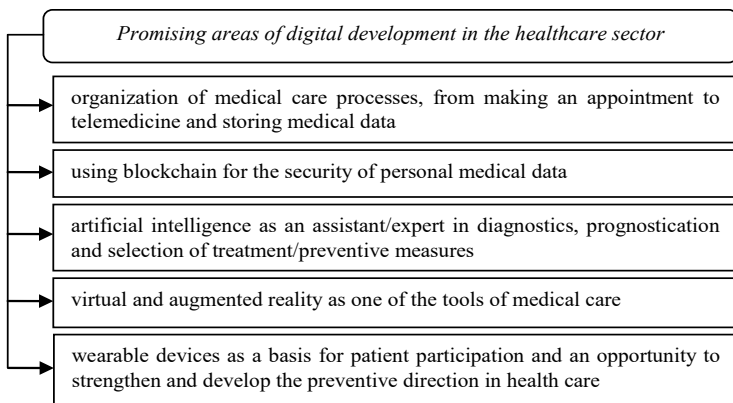 Promising areas of digital development in the healthcare sector
organization of medical care processes, from making an appointment to
telemedicine and storing medical data
using blockchain for the security of personal medical data
artificial intelligence as an assistant/expert in diagnostics, prognostication
and selection of treatment/preventive measures
virtual and augmented reality as one of the tools of medical care
wearable devices as a basis for patient participation and an opportunity to
strengthen and develop the preventive direction in health care